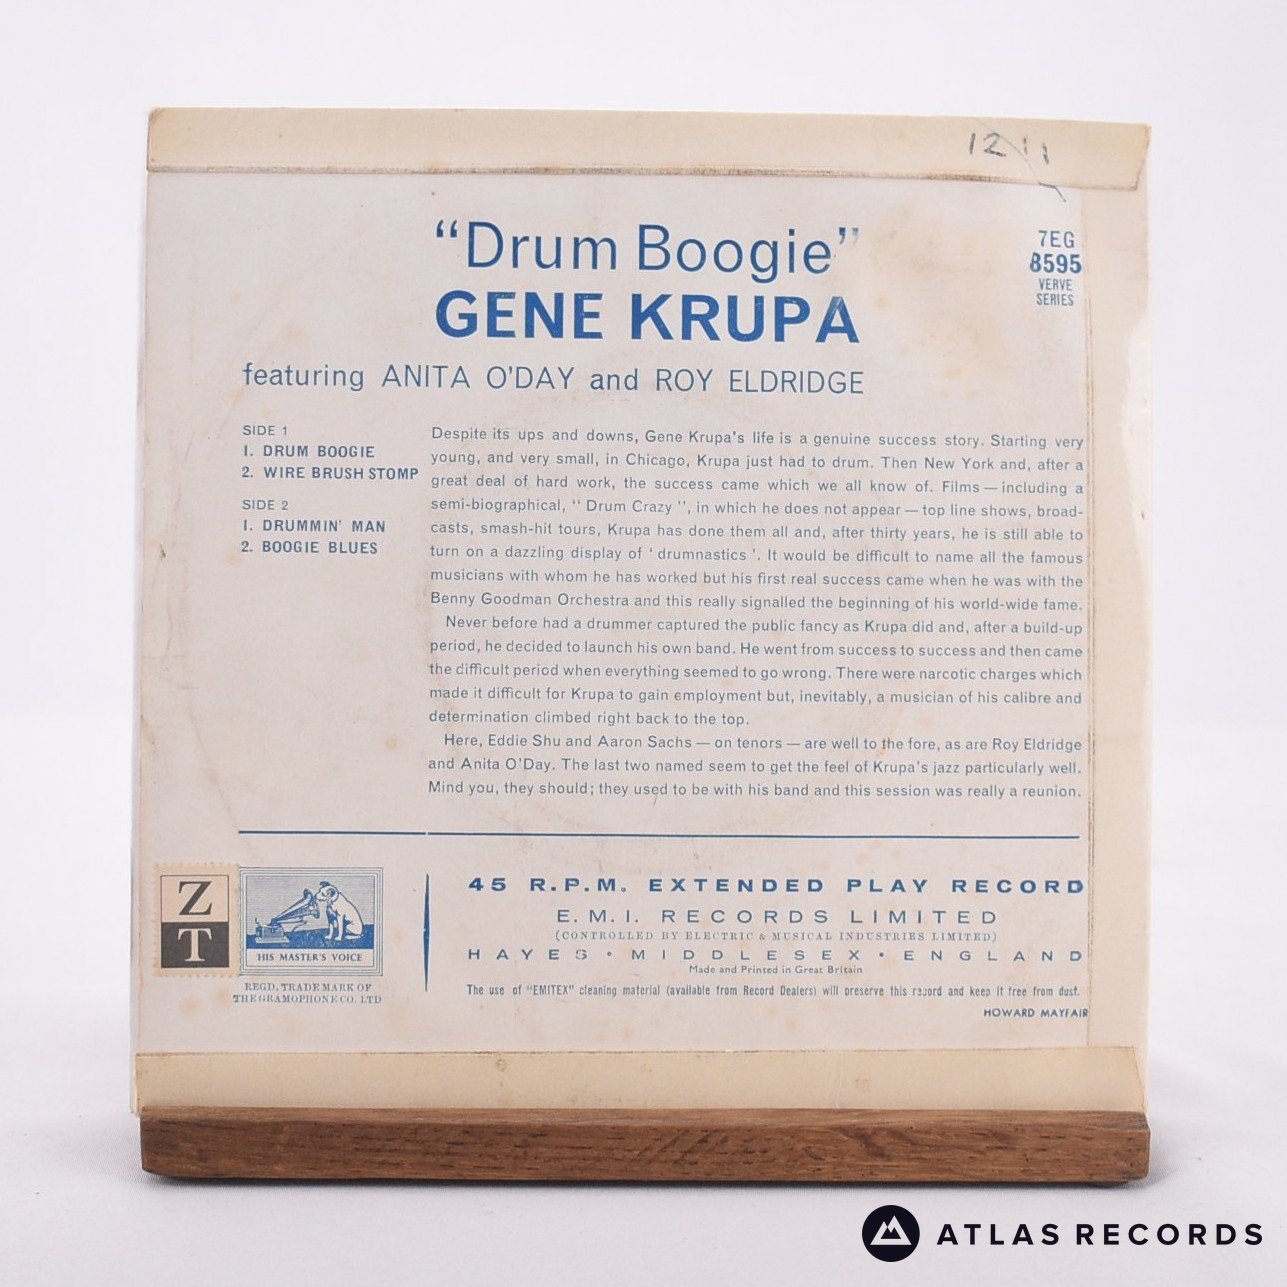 1211
"Drum Boogie"
GENE KRUPA
featuring ANITA O'DAY and ROY ELDRIDGE
7EG
8595
VERVE
SERIES
SIDE 1
1. DRUM BOOGIE
2. WIRE BRUSH STOMP
SIDE 2
1. DRUMMIN' MAN
2. BOOGIE BLUES
Despite its ups and downs, Gene Krupa's life is a genuine success story. Starting very
young, and very small, in Chicago, Krupa just had to drum. Then New York and, after a
great deal of hard work, the success came which we all know of. Films — including a
semi-biographical, " Drum Crazy ", in which he does not appear — top line shows, broad-
casts, smash-hit tours, Krupa has done them all and, after thirty years, he is still able to
turn on a dazzling display of ' drumnastics '. It would be difficult to name all the famous
musicians with whom he has worked but his first real success came when he was with the
Benny Goodman Orchestra and this really signalled the beginning of his world-wide fame.
Never before had a drummer captured the public fancy as Krupa did and, after a build-up
period, he decided to launch his own band. He went from success to success and then came
the difficult period when everything seemed to go wrong. There were narcotic charges which
made it difficult for Krupa to gain employment but, inevitably, a musician of his calibre and
determination climbed right back to the top.
Here, Eddie Shu and Aaron Sachs — on tenors — are well to the fore, as are Roy Eldridge
and Anita O'Day. The last two named seem to get the feel of Krupa's jazz particularly well.
Mind you, they should; they used to be with his band and this session was really a reunion.
Z
T
HIS MASTER'S VOICE
REGD. TRADE MARK OF
THE GRAMOPHONE CO. LTD
45 R.P.M. EXTENDED PLAY RECORD
E.M.I. RECORDS LIMITED
(CONTROLLED BY ELECTRIC & MUSICAL INDUSTRIES LIMITED)
HAYES • MIDDLESEX • ENGLAND
Made and Printed in Great Britain
The use of "EMITEX" cleaning material (available from Record Dealers) will preserve this record and keep it free from dust.
HOWARD MAYFAIR
ATLAS RECORDS